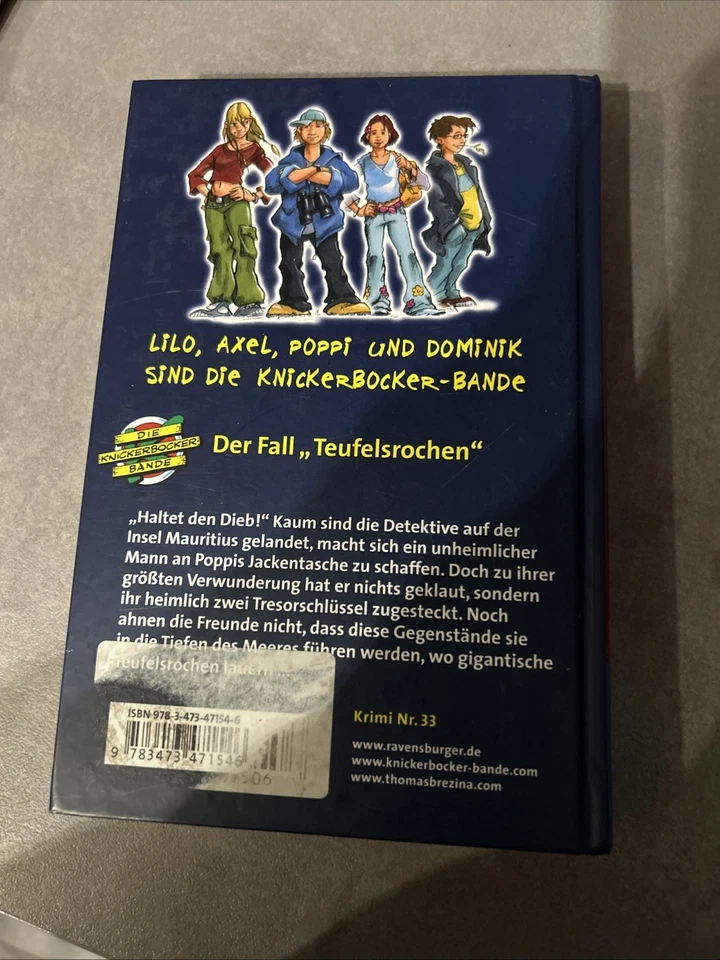 LiLO, AXeL, POPPi UND DOMiNiK
SiND DiE KNiCKERBOCKER-BANDE
DIE
KNICKERBOCKER
BANDE
Der Fall „Teufelsrochen“
„Haltet den Dieb!“ Kaum sind die Detektive auf der
Insel Mauritius gelandet, macht sich ein unheimlicher
Mann an Poppis Jackentasche zu schaffen. Doch zu ihrer
größten Verwunderung hat er nichts geklaut, sondern
ihr heimlich zwei Tresorschlüssel zugesteckt. Noch
ahnen die Freunde nicht, dass diese Gegenstände sie
in die Tiefen des Meeres führen werden, wo gigantische
Teufelsrochen lauern ...
ISBN 978-3-473-47154-6
9 783473 471546
506
Krimi Nr. 33
www.ravensburger.de
www.knickerbocker-bande.com
www.thomasbrezina.com